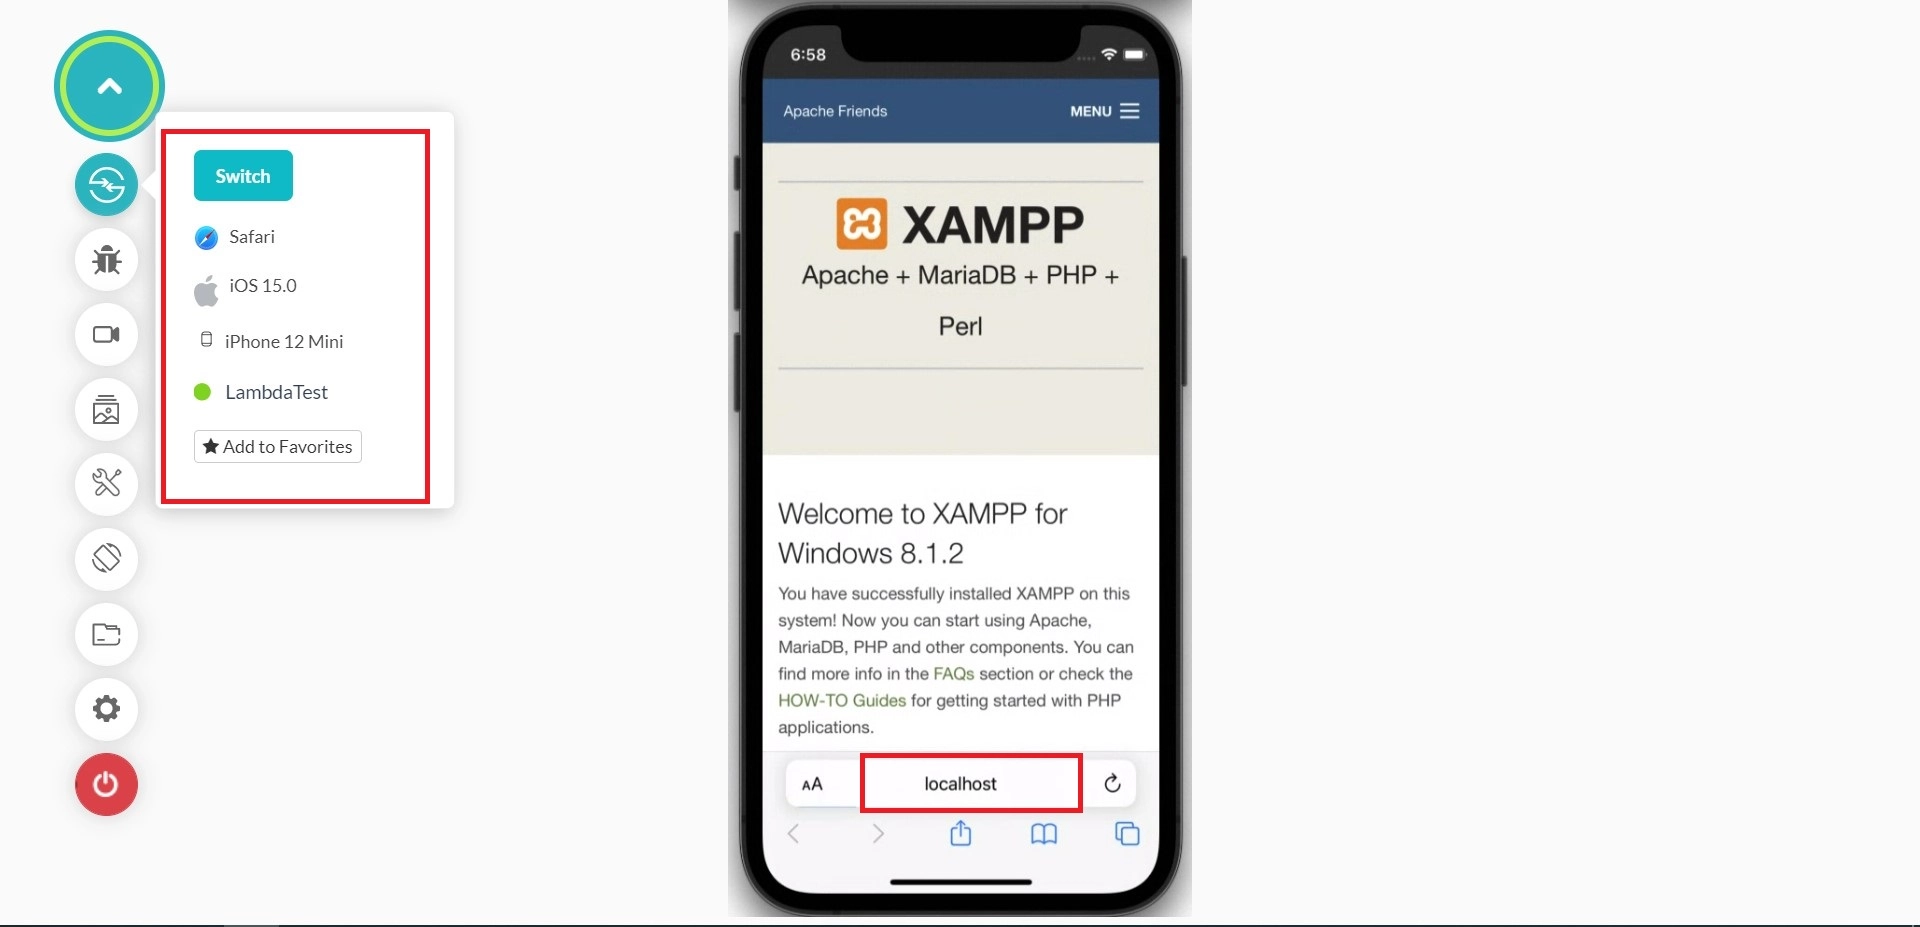 Switch
Safari
iOS 15.0
iPhone 12 Mini
LambdaTest
Add to Favorites
6:58
Apache Friends
MENU
XAMPP
Apache + MariaDB + PHP +
Perl
Welcome to XAMPP for
Windows 8.1.2
You have successfully installed XAMPP on this
system! Now you can start using Apache,
MariaDB, PHP and other components. You can
find more info in the FAQs section or check the
HOW-TO Guides for getting started with PHP
applications.
AA localhost